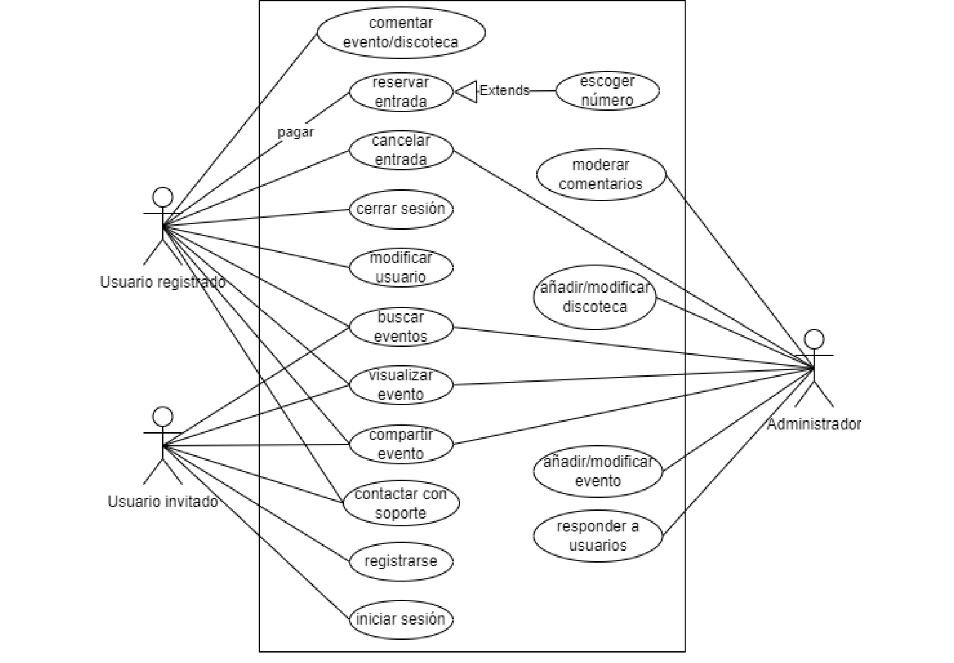 comentar
evento/discoteca
reservar
entrada
Extends
escoger
número
pagar
cancelar
entrada
moderar
comentarios
cerrar sesión
Usuario registrado
modificar
usuario
añadir/modificar
discoteca
buscar
eventos
visualizar
evento
Administrador
compartir
evento
añadir/modificar
evento
Usuario invitado
contactar con
soporte
responder a
usuarios
registrarse
iniciar sesión